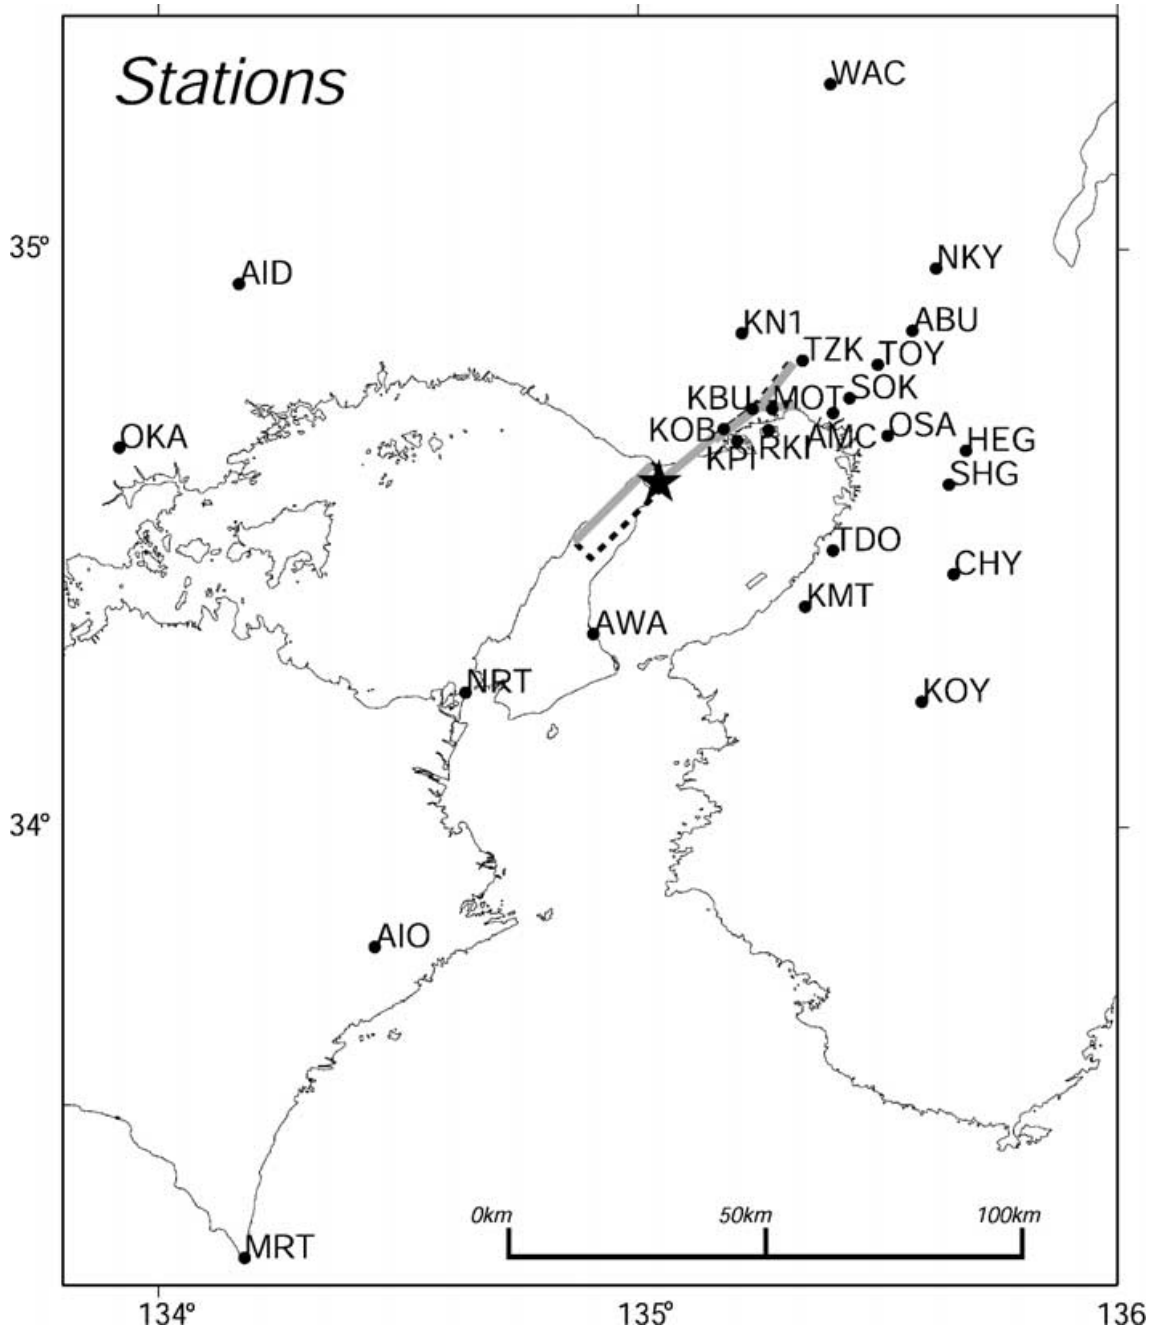 Stations
WAC
35°
NKY
AID
KN1
ABU
TZK
TOY
KBU
MOT
SOK
OKA
KOB
AMC
OSA
KPI
RKI
HEG
SHG
TDO
CHY
KMT
AWA
NRT
KOY
34°
AIO
0km
50km
100km
MRT
134°
135°
136